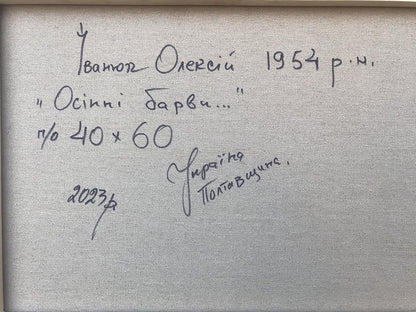 Іванюк Олексій 1954 р.н.
"Осінні барви..."
п/о 40 x 60
Україна
Полтавщина.
2023р